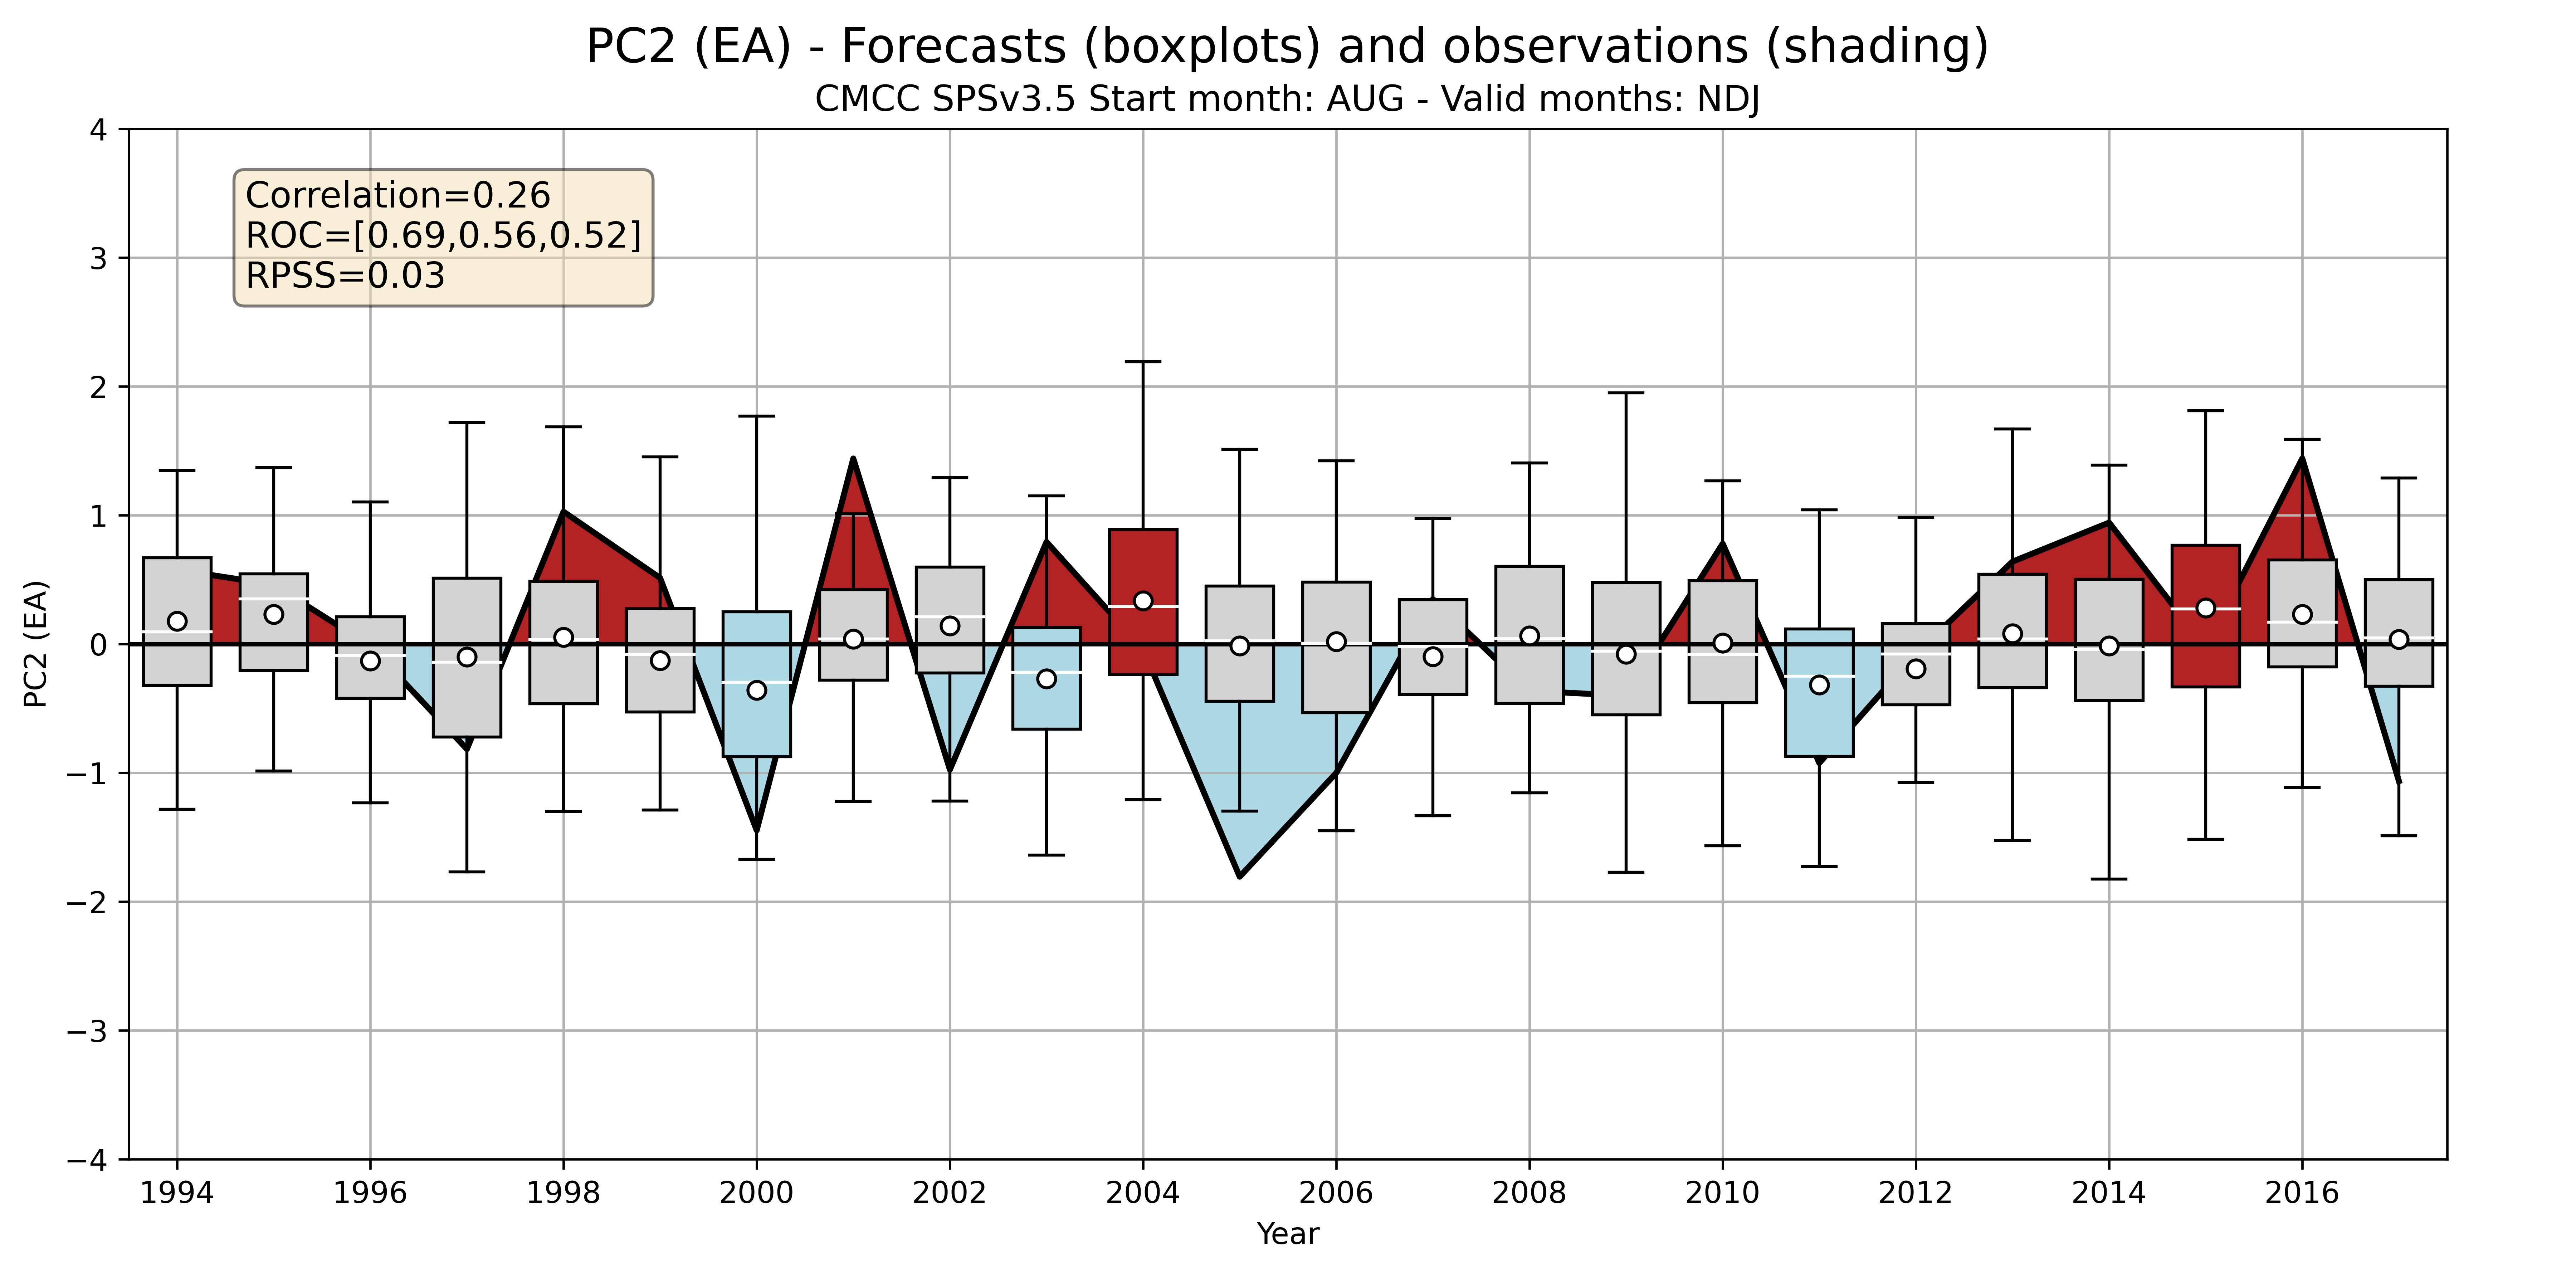 PC2 (EA) - Forecasts (boxplots) and observations (shading)
CMCC SPSv3.5 Start month: AUG - Valid months: NDJ
Correlation=0.26
ROC=[0.69,0.56,0.52]
RPSS=0.03
PC2 (EA)
4
3
2
1
0
−1
−2
−3
−4
1994 1996 1998 2000 2002 2004 2006 2008 2010 2012 2014 2016
Year